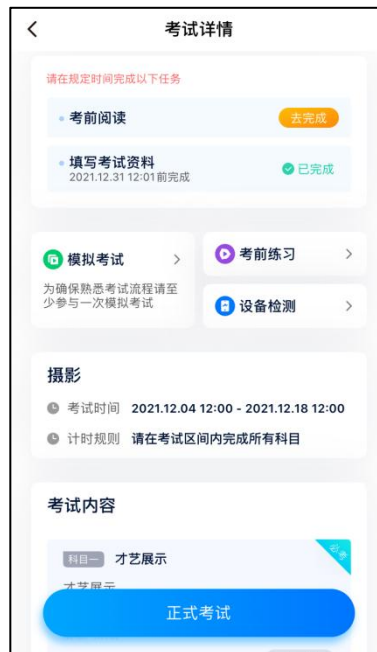 考试详情
请在规定时间完成以下任务
考前阅读
去完成
填写考试资料
2021.12.31 12:01前完成
已完成
模拟考试
为确保熟悉考试流程请至
少参与一次模拟考试
考前练习
设备检测
摄影
考试时间 2021.12.04 12:00 - 2021.12.18 12:00
计时规则 请在考试区间内完成所有科目
考试内容
科目一 才艺展示
必考
才艺展示
正式考试